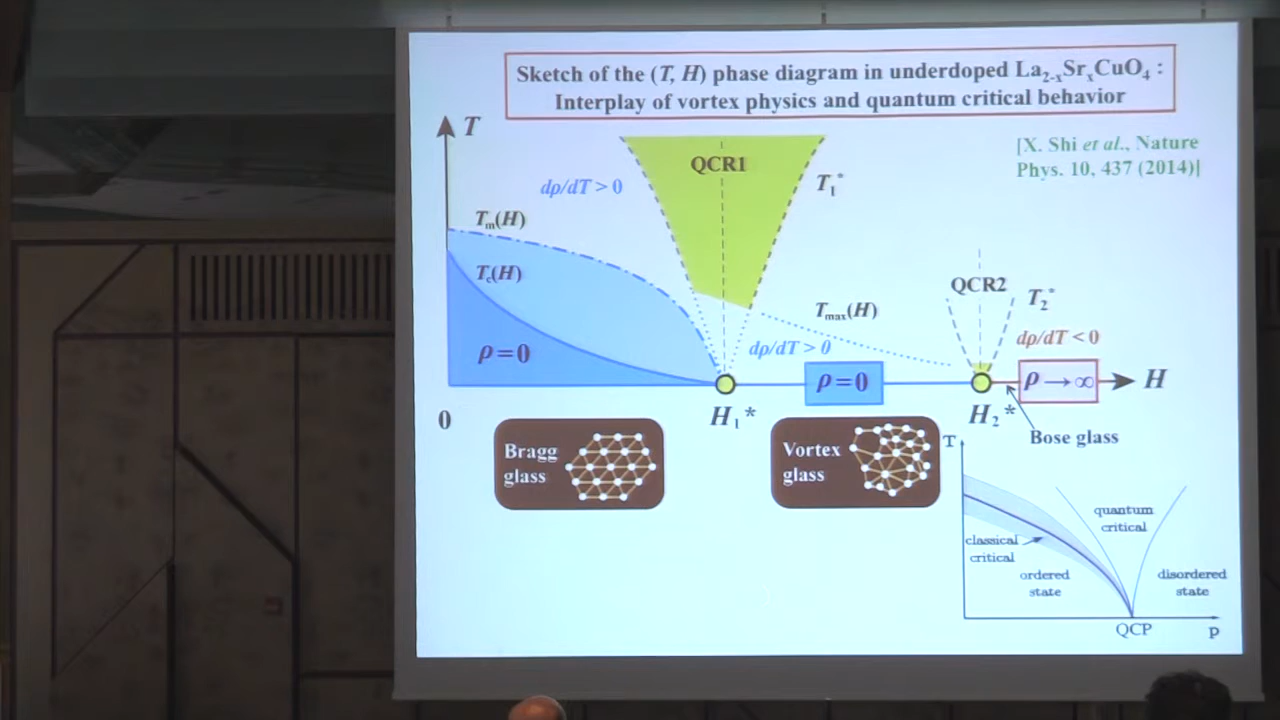 Sketch of the (T, H) phase diagram in underdoped La2-xSrxCuO4 :
Interplay of vortex physics and quantum critical behavior
[X. Shi et al., Nature
Phys. 10, 437 (2014)]
T
QCR1
dρ/dT > 0
T1*
Tm(H)
Tc(H)
QCR2
T2*
Tmax(H)
dρ/dT < 0
dρ/dT > 0
ρ = 0
ρ = 0
ρ → ∞
H
0
H1*
H2*
Bose glass
Bragg
glass
Vortex
glass
T
quantum
critical
classical
critical
ordered
state
disordered
state
QCP
p